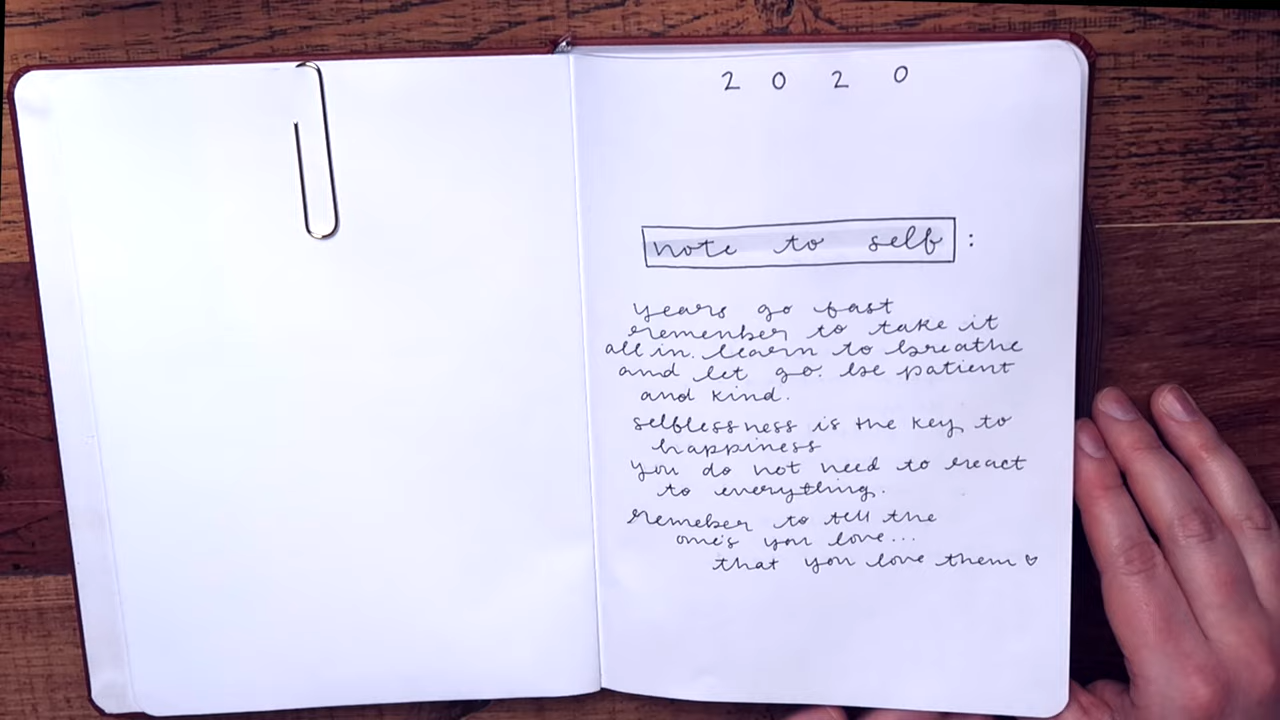 2 0 2 0
note to self :
years go fast
remember to take it
all in. learn to breathe
and let go. be patient
and kind.
selflessness is the key to
happiness
you do not need to react
to everything.
remeber to tell the
one's you love...
that you love them ♡